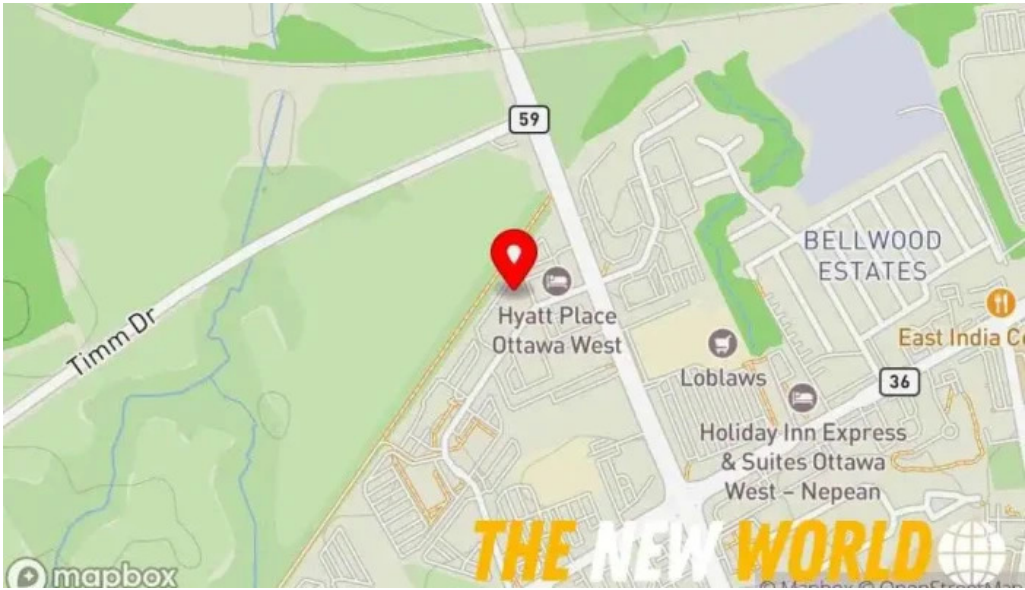 59
Timm Dr
Hyatt Place
Ottawa West
BELLWOOD
ESTATES
East India C
Loblaws
36
Holiday Inn Express
& Suites Ottawa
West – Nepean
THE NEW WORLD
mapbox
© Mapbox © OpenStreetMap